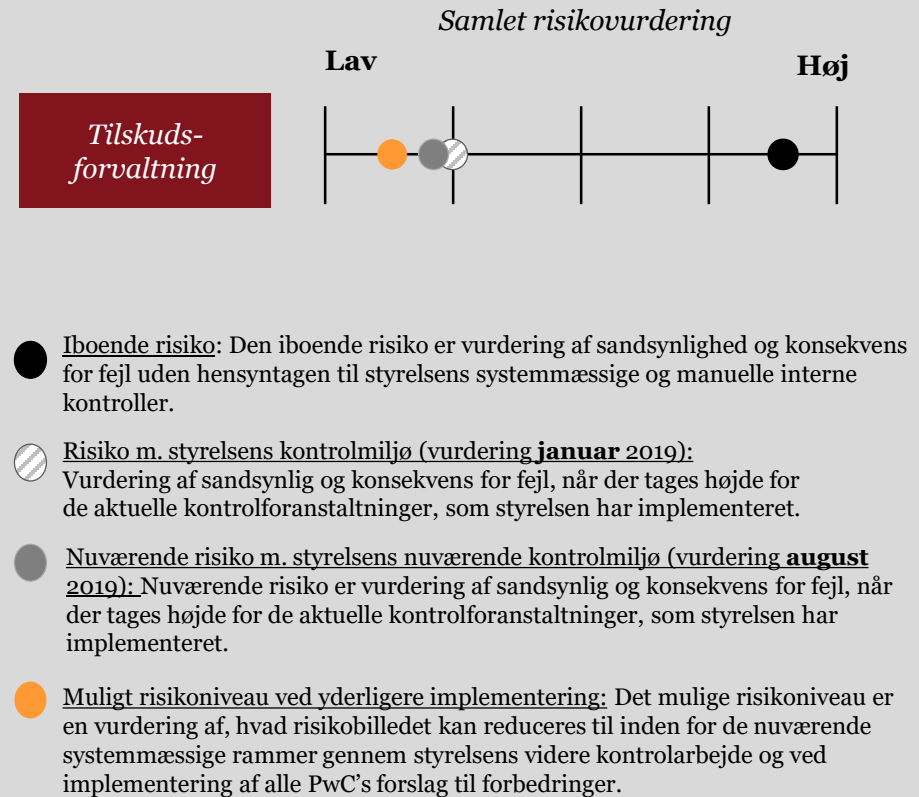 Samlet risikovurdering
Lav
Høj
Tilskuds-
forvaltning
Iboende risiko: Den iboende risiko er vurdering af sandsynlighed og konsekvens
for fejl uden hensyntagen til styrelsens systemmæssige og manuelle interne
kontroller.
Risiko m. styrelsens kontrolmiljø (vurdering januar 2019):
Vurdering af sandsynlig og konsekvens for fejl, når der tages højde for
de aktuelle kontrolforanstaltninger, som styrelsen har implementeret.
Nuværende risiko m. styrelsens nuværende kontrolmiljø (vurdering august
2019): Nuværende risiko er vurdering af sandsynlig og konsekvens for fejl, når
der tages højde for de aktuelle kontrolforanstaltninger, som styrelsen har
implementeret.
Muligt risikoniveau ved yderligere implementering: Det mulige risikoniveau er
en vurdering af, hvad risikobilledet kan reduceres til inden for de nuværende
systemmæssige rammer gennem styrelsens videre kontrolarbejde og ved
implementering af alle PwC's forslag til forbedringer.